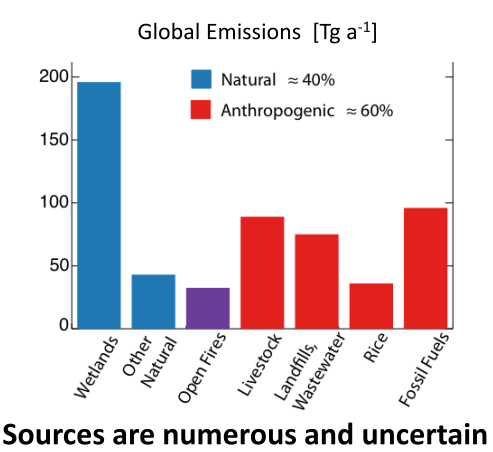 Global Emissions [Tg a-1]
200
150
100
50
0
Natural ≈ 40%
Anthropogenic ≈ 60%
Wetlands
Other
Natural
Open Fires
Livestock
Landfills,
Wastewater
Rice
Fossil Fuels
Sources are numerous and uncertain